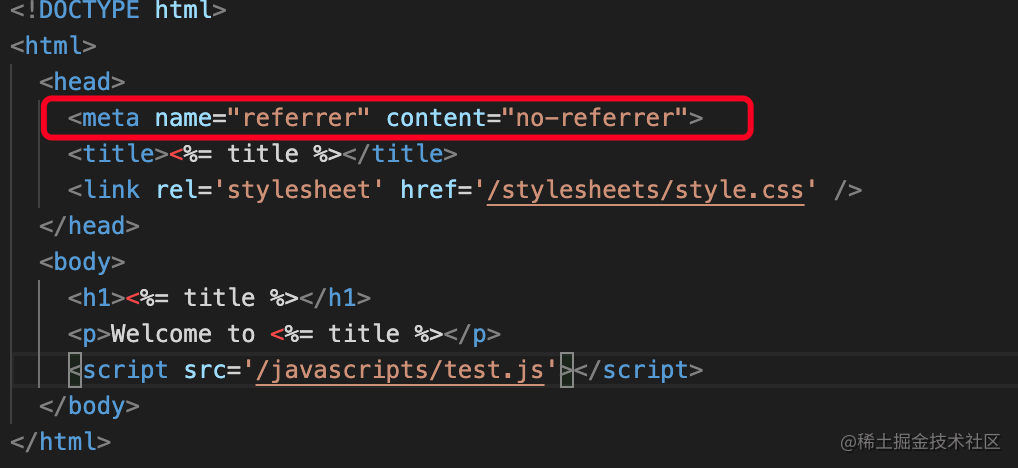 <!DOCTYPE html>
<html>
<head>
<meta name="referrer" content="no-referrer">
<title><%= title %></title>
<link rel='stylesheet' href='/stylesheets/style.css' />
</head>
<body>
<h1><%= title %></h1>
<p>Welcome to <%= title %></p>
<script src='/javascripts/test.js'></script>
</body>
</html>
@稀土掘金技术社区